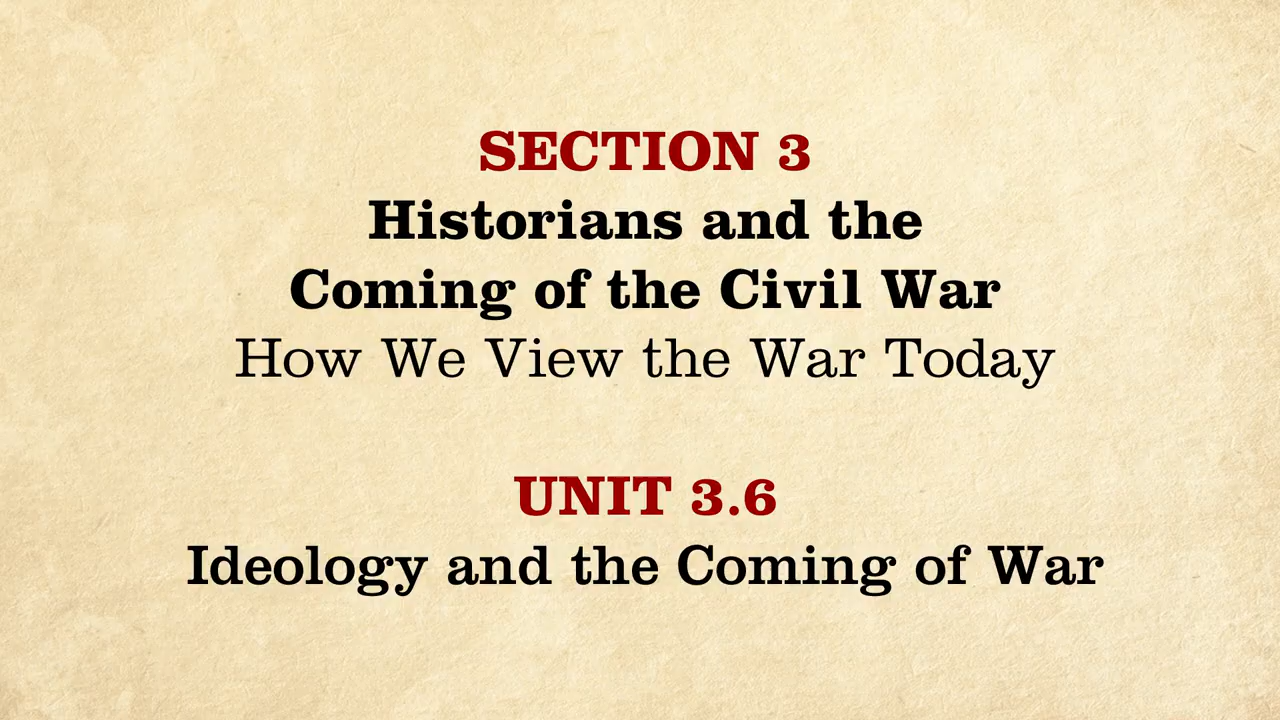 SECTION 3
Historians and the
Coming of the Civil War
How We View the War Today
UNIT 3.6
Ideology and the Coming of War